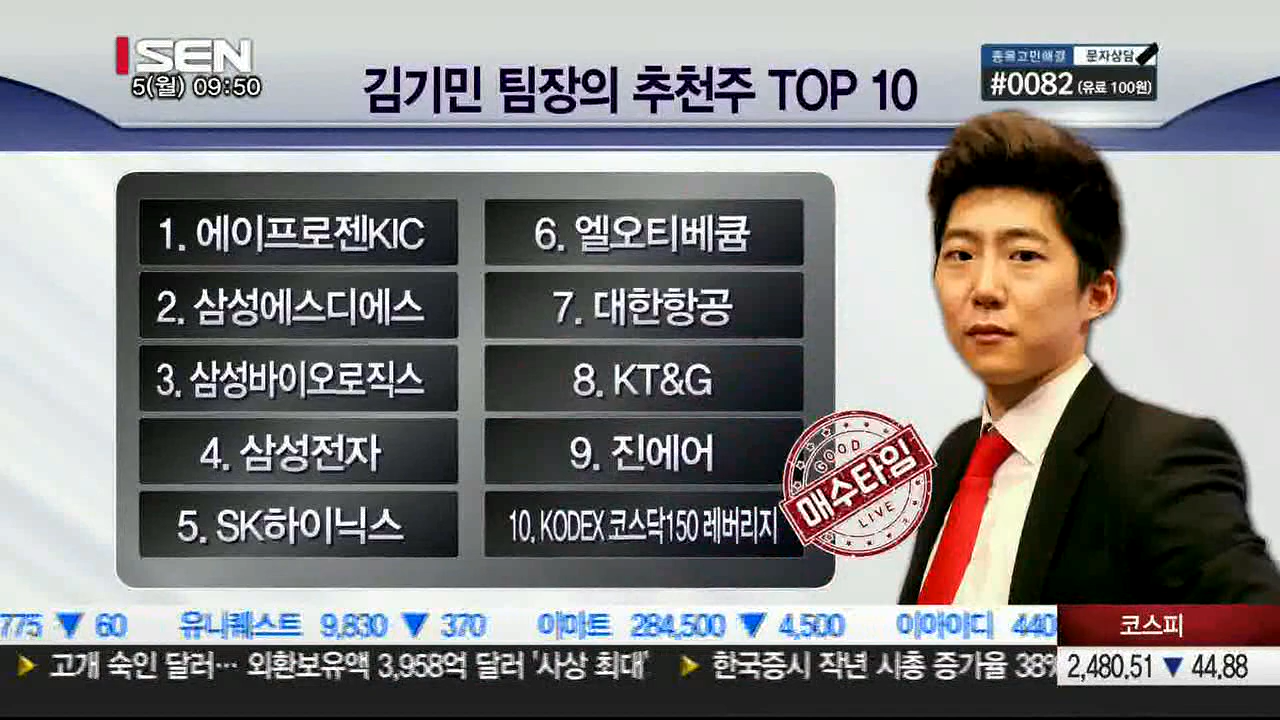 SEN
5(월) 09:50
김기민 팀장의 추천주 TOP 10
종목고민해결 문자상담
#0082 (유료 100원)
1. 에이프로젠KIC
2. 삼성에스디에스
3. 삼성바이오로직스
4. 삼성전자
5. SK하이닉스
6. 엘오티베큠
7. 대한항공
8. KT&G
9. 진에어
10. KODEX 코스닥150 레버리지
GOOD
매수타임
LIVE
775 ▼ 60 유니퀘스트 9,830 ▼ 370 이마트 284,500 ▼ 4,500 이아이디 440
코스피
▶ 고개 숙인 달러… 외환보유액 3,958억 달러 '사상 최대' ▶ 한국증시 작년 시총 증가율 38%
2,480.51 ▼ 44.88